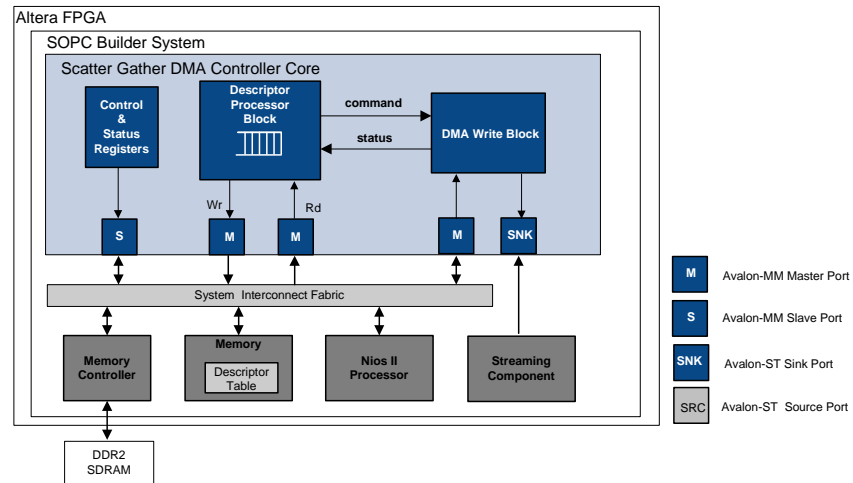 Altera FPGA
SOPC Builder System
Scatter Gather DMA Controller Core
Control
&
Status
Registers
Descriptor
Processor
Block
command
status
DMA Write Block
Wr
Rd
S
M
M
M
SNK
System Interconnect Fabric
Memory
Controller
Memory
Descriptor
Table
Nios II
Processor
Streaming
Component
DDR2
SDRAM
M Avalon-MM Master Port
S Avalon-MM Slave Port
SNK Avalon-ST Sink Port
SRC Avalon-ST Source Port